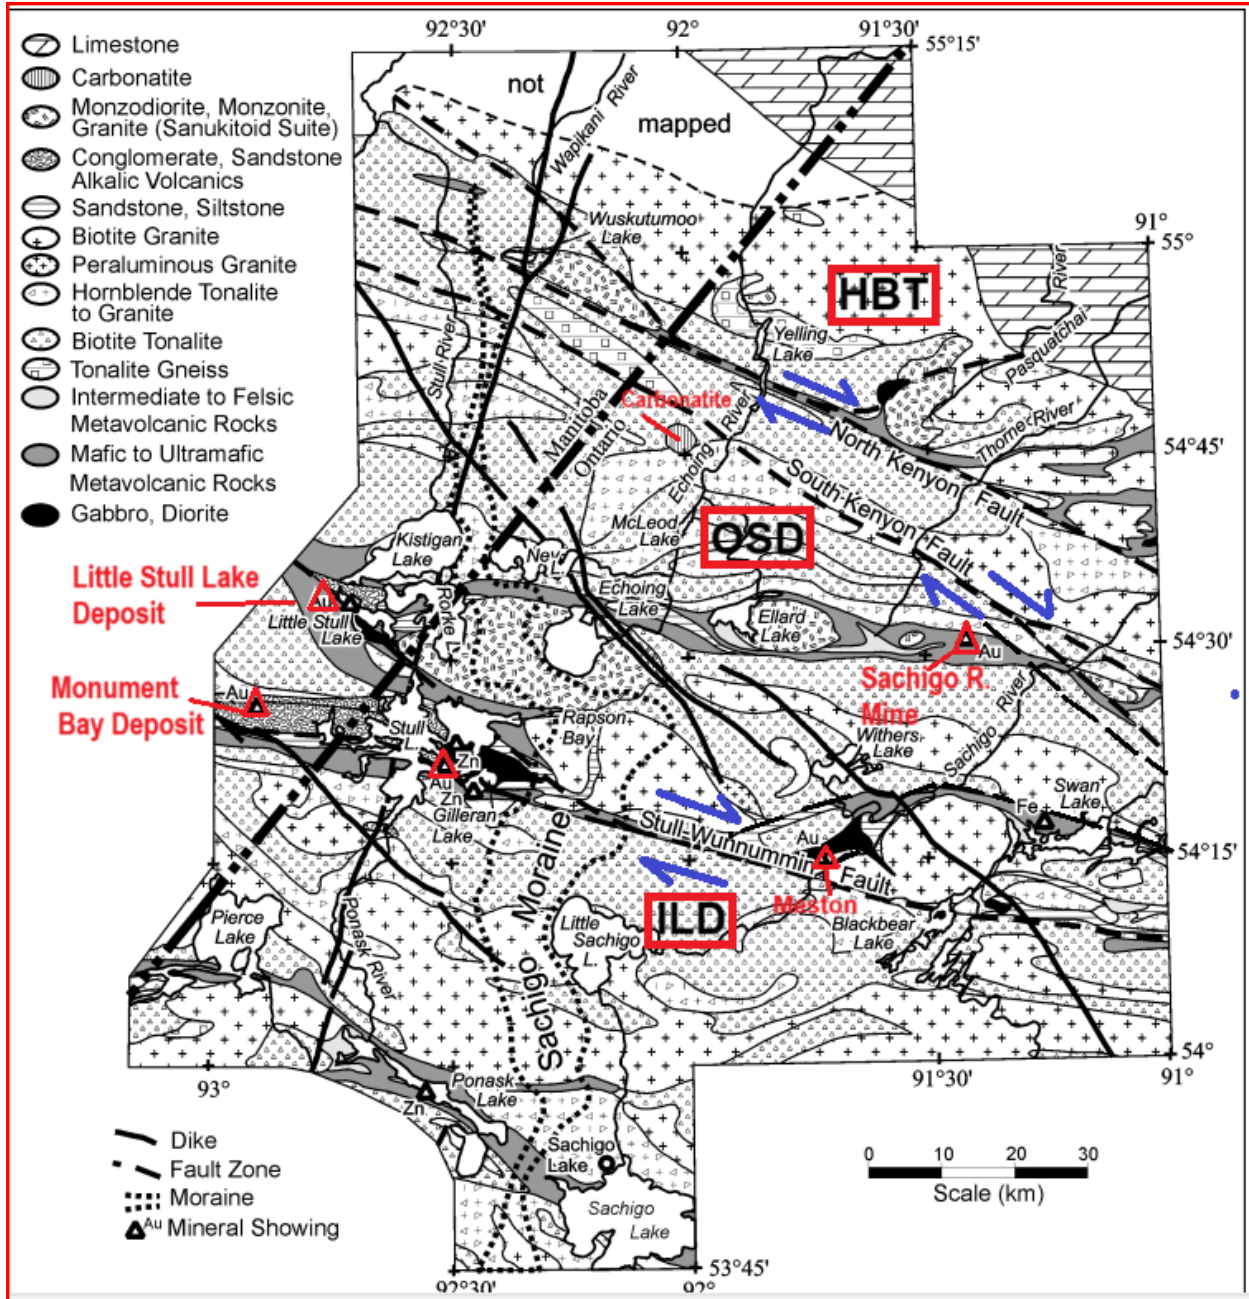 92°30'
92°
91°30'
55°15'
Limestone
Carbonatite
Monzodiorite, Monzonite,
Granite (Sanukitoid Suite)
Conglomerate, Sandstone
Alkalic Volcanics
Sandstone, Siltstone
Biotite Granite
Peraluminous Granite
Hornblende Tonalite
to Granite
Biotite Tonalite
Tonalite Gneiss
Intermediate to Felsic
Metavolcanic Rocks
Mafic to Ultramafic
Metavolcanic Rocks
Gabbro, Diorite
not
mapped
Wapikani River
Wuskutumoo
Lake
91°
55°
HBT
River
Pasquatchai
Yelling
Lake
Stull River
Manitoba
Ontario
Carbonatite
Echoing River
Thorne River
54°45'
North Kenyon Fault
South Kenyon Fault
McLeod
Lake
OSD
Kistigan
Lake
New
L.
Echoing
Lake
Ellard
Lake
Rorke L.
Little Stull Lake
Deposit
Au
Little Stull
Lake
54°30'
Au
Sachigo R.
Mine
Monument
Bay Deposit
Au
Stull
L.
Rapson
Bay
Withers
Lake
Sachigo River
Zn
Au
Zn
Gilleran
Lake
Swan
Lake
Fe
Stull-Wunnummin Fault
Au
54°15'
Meston
ILD
Pierce
Lake
Ponask River
Little
Sachigo
L.
Blackbear
Lake
Sachigo Moraine
93°
54°
91°30'
91°
Ponask
Lake
Zn
Dike
Fault Zone
Moraine
Au Mineral Showing
Sachigo
Lake
Sachigo
Lake
0 10 20 30
Scale (km)
53°45'
92°30'
92°